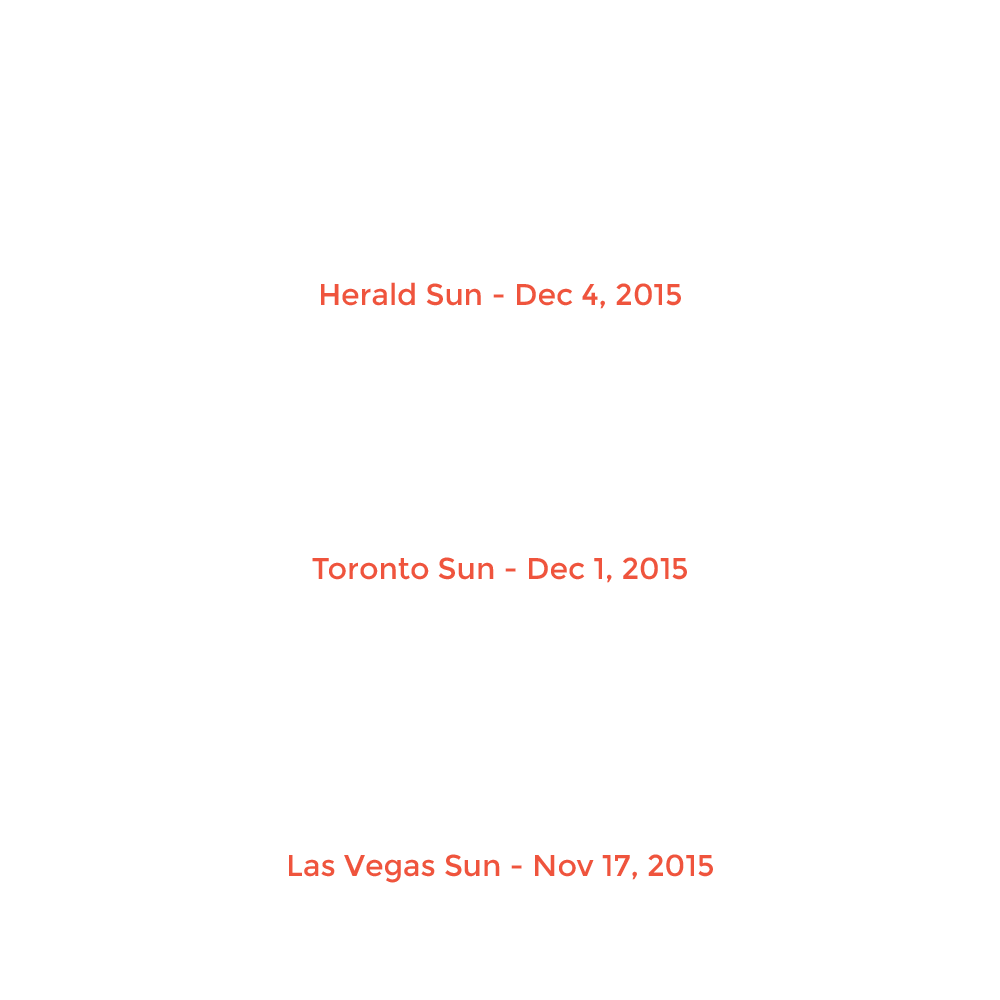 Herald Sun - Dec 4, 2015
Toronto Sun - Dec 1, 2015
Las Vegas Sun - Nov 17, 2015